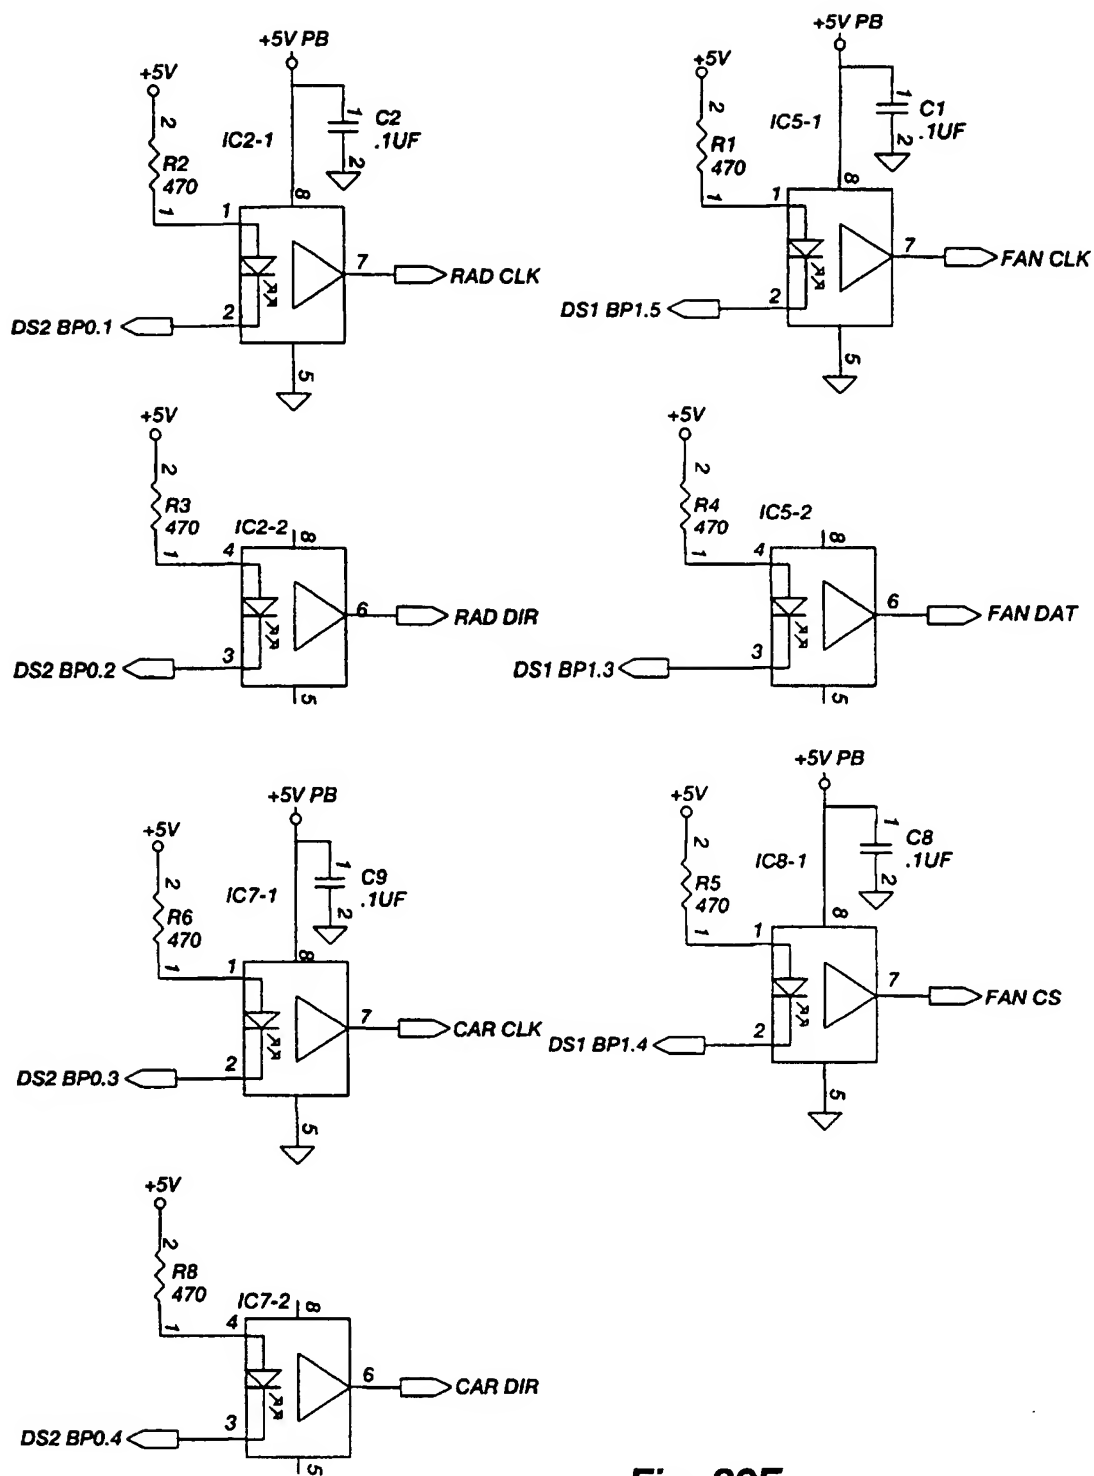 +5V PB
+5V
2
R2
470
1
IC2-1
1
C2
.1UF
2
8
1
2
7
RAD CLK
DS2 BP0.1
5
+5V PB
+5V
2
R1
470
1
IC5-1
1
C1
.1UF
2
8
1
2
7
FAN CLK
DS1 BP1.5
5
+5V
2
R3
470
1
IC2-2
8
4
3
6
RAD DIR
DS2 BP0.2
5
+5V
2
R4
470
1
IC5-2
8
4
3
6
FAN DAT
DS1 BP1.3
5
+5V PB
+5V
2
R6
470
1
IC7-1
1
C9
.1UF
2
8
1
2
7
CAR CLK
DS2 BP0.3
5
+5V PB
+5V
2
R5
470
1
IC8-1
1
C8
.1UF
2
8
1
2
7
FAN CS
DS1 BP1.4
5
+5V
2
R8
470
1
IC7-2
8
4
3
6
CAR DIR
DS2 BP0.4
5